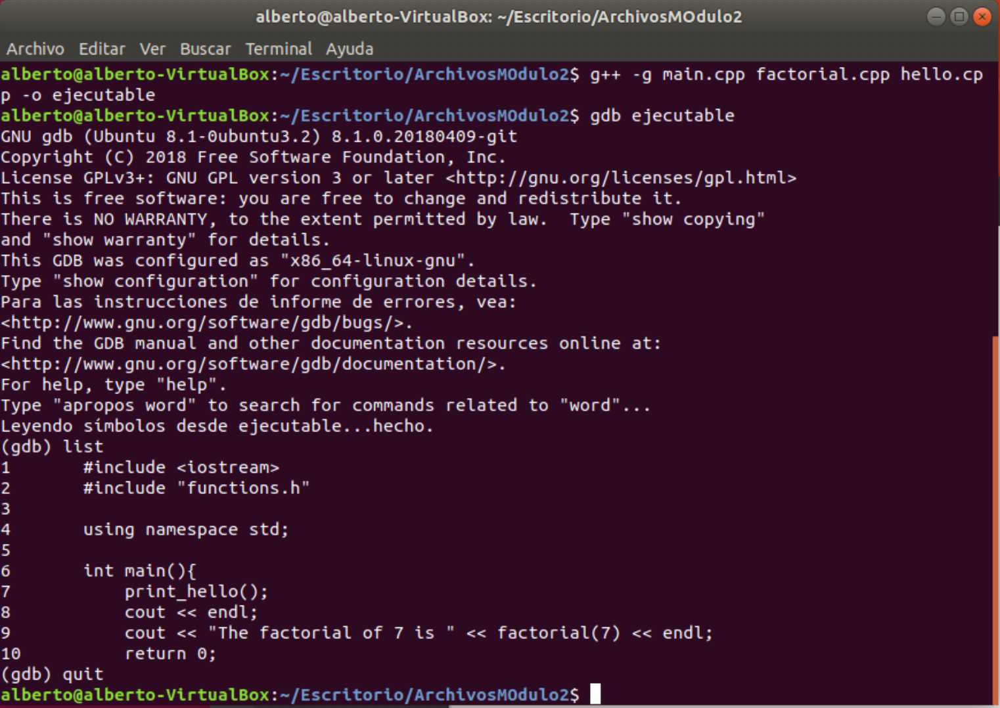 alberto@alberto-VirtualBox: ~/Escritorio/ArchivosMOdulo2
Archivo Editar Ver Buscar Terminal Ayuda
alberto@alberto-VirtualBox:~/Escritorio/ArchivosMOdulo2$ g++ -g main.cpp factorial.cpp hello.cp
p -o ejecutable
alberto@alberto-VirtualBox:~/Escritorio/ArchivosMOdulo2$ gdb ejecutable
GNU gdb (Ubuntu 8.1-0ubuntu3.2) 8.1.0.20180409-git
Copyright (C) 2018 Free Software Foundation, Inc.
License GPLv3+: GNU GPL version 3 or later <http://gnu.org/licenses/gpl.html>
This is free software: you are free to change and redistribute it.
There is NO WARRANTY, to the extent permitted by law.  Type "show copying"
and "show warranty" for details.
This GDB was configured as "x86_64-linux-gnu".
Type "show configuration" for configuration details.
Para las instrucciones de informe de errores, vea:
<http://www.gnu.org/software/gdb/bugs/>.
Find the GDB manual and other documentation resources online at:
<http://www.gnu.org/software/gdb/documentation/>.
For help, type "help".
Type "apropos word" to search for commands related to "word"...
Leyendo símbolos desde ejecutable...hecho.
(gdb) list
1       #include <iostream>
2       #include "functions.h"
3
4       using namespace std;
5
6       int main(){
7           print_hello();
8           cout << endl;
9           cout << "The factorial of 7 is " << factorial(7) << endl;
10          return 0;
(gdb) quit
alberto@alberto-VirtualBox:~/Escritorio/ArchivosMOdulo2$